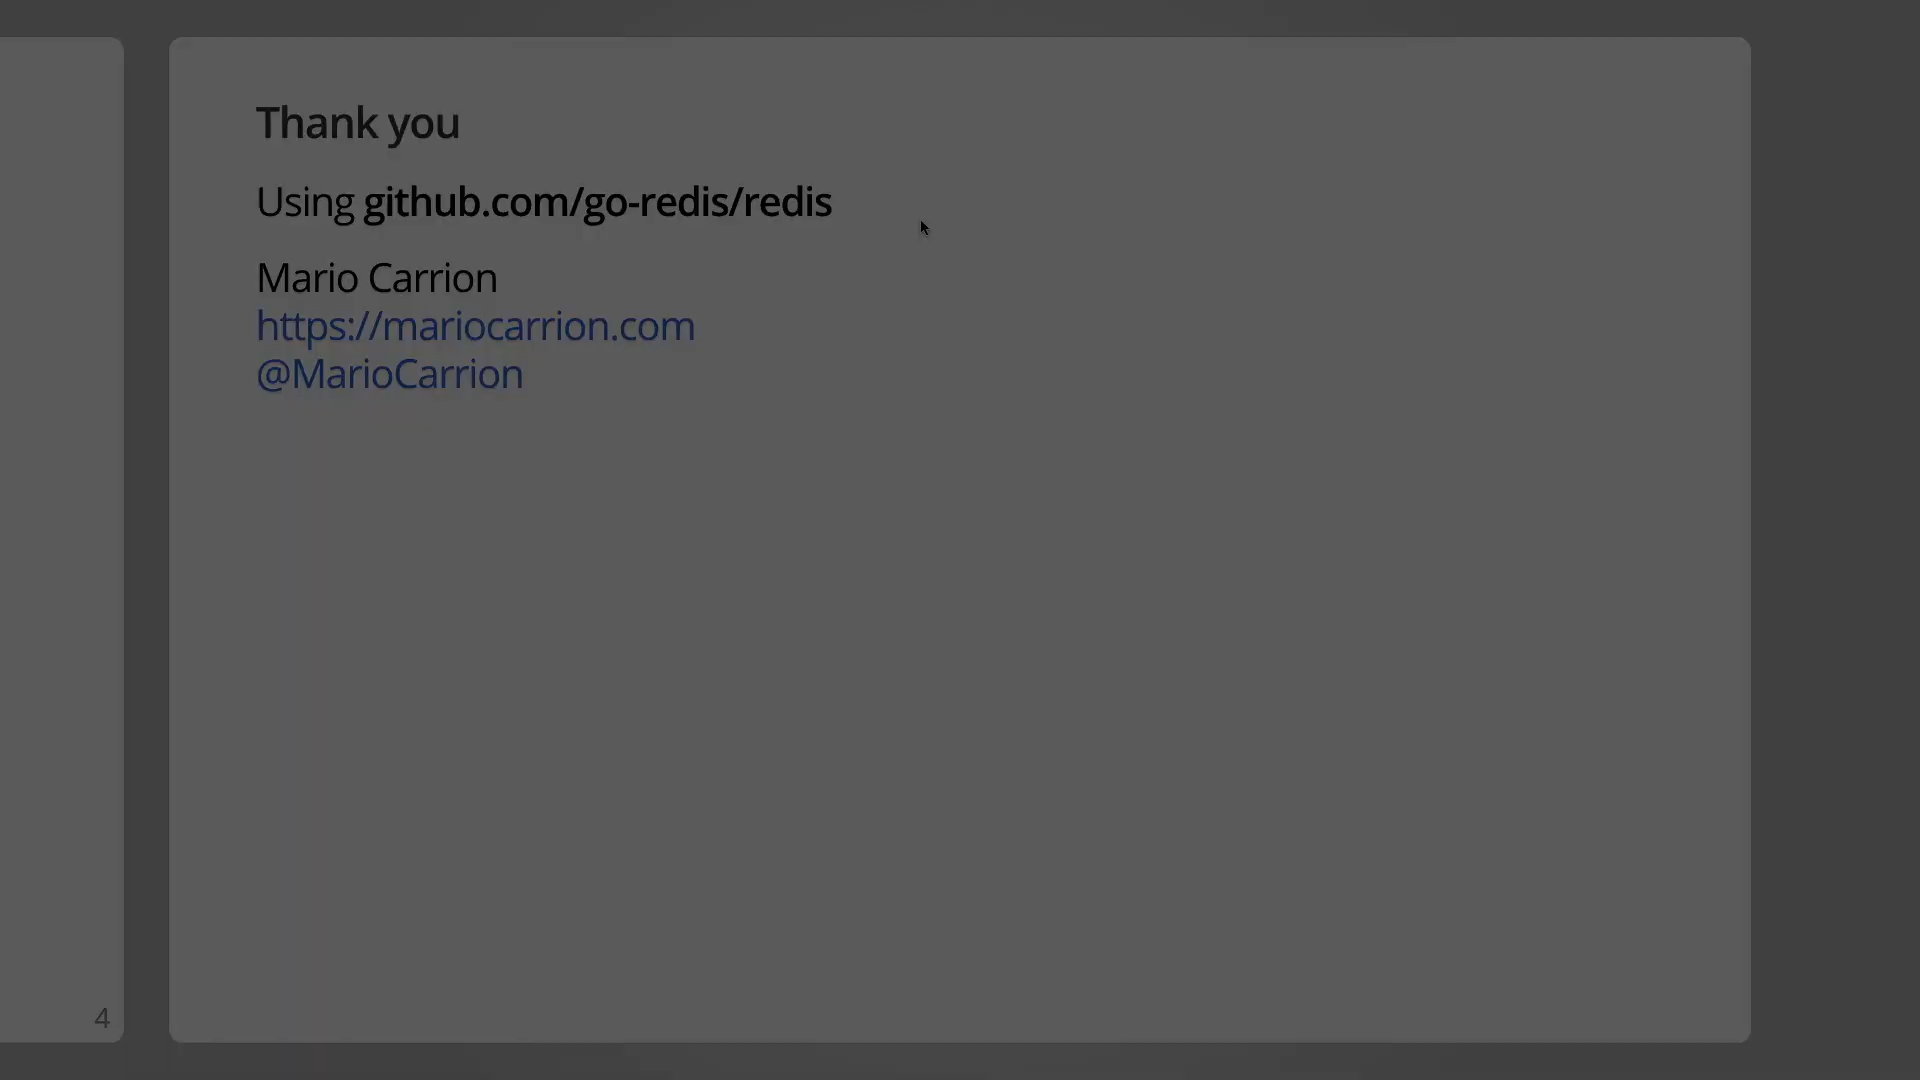 Thank you
Using github.com/go-redis/redis
Mario Carrion
https://mariocarrion.com
@MarioCarrion
4